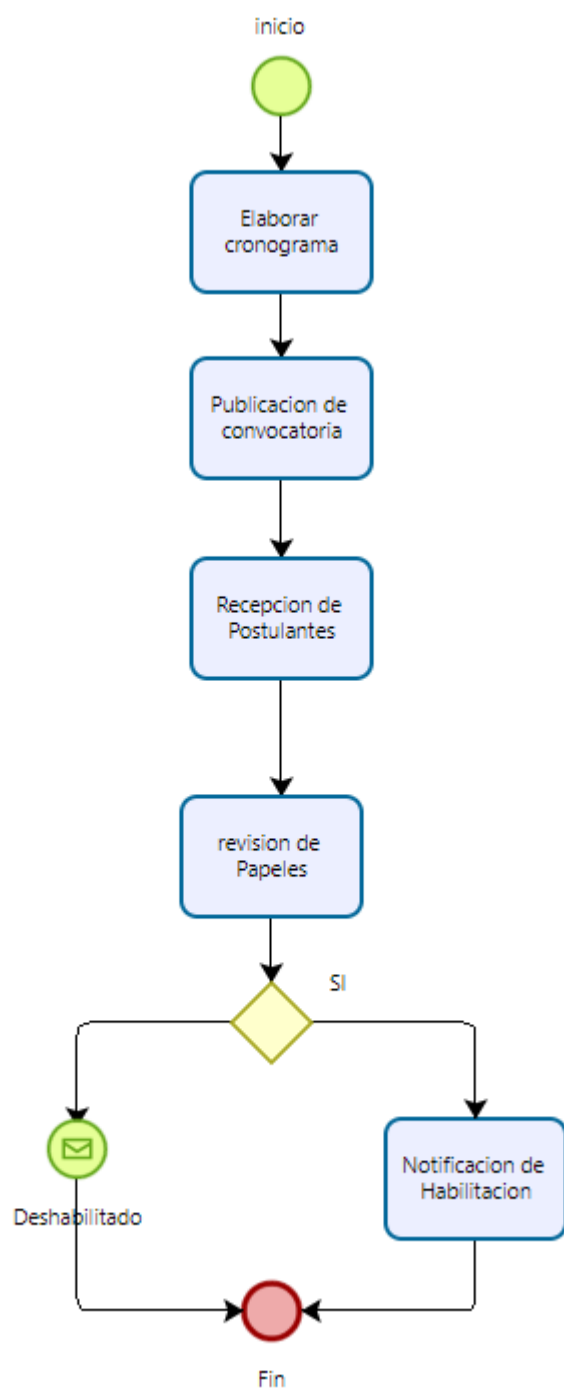 inicio
Elaborar
cronograma
Publicacion de
convocatoria
Recepcion de
Postulantes
revision de
Papeles
SI
Notificacion de
Habilitacion
Deshabilitado
Fin